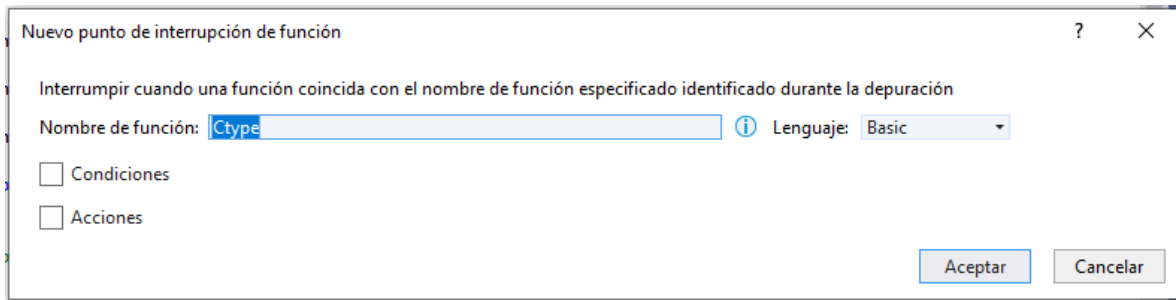 Nuevo punto de interrupción de función ?
Interrumpir cuando una función coincida con el nombre de función especificado identificado durante la depuración
Nombre de función: Ctype Lenguaje: Basic
Condiciones
Acciones
Aceptar Cancelar